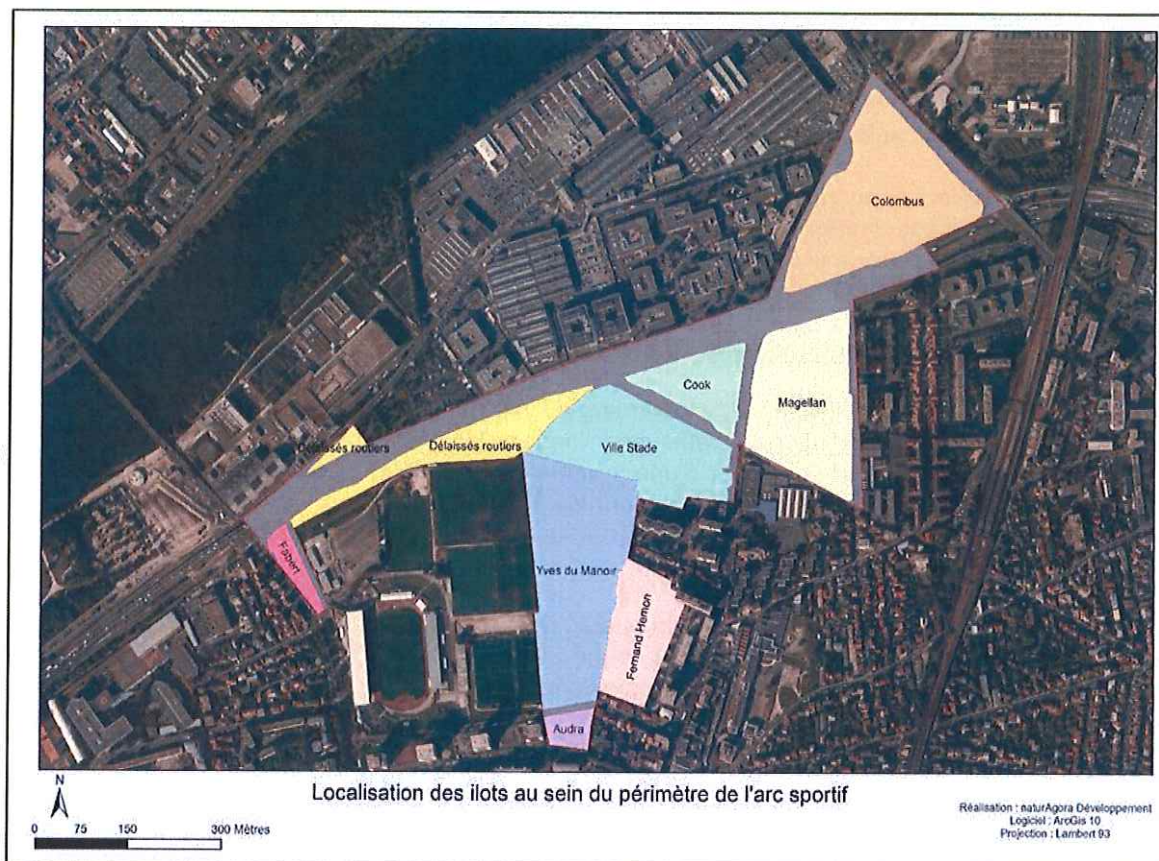 Colombus
Cook
Magellan
Délaissés routiers
Délaissés routiers
Ville Stade
Fabert
Yves du Manoir
Fernand Hemon
Audra
Localisation des ilots au sein du périmètre de l'arc sportif
N
0 75 150 300 Mètres
Réalisation : naturAgora Développement
Logiciel : ArcGis 10
Projection : Lambert 93